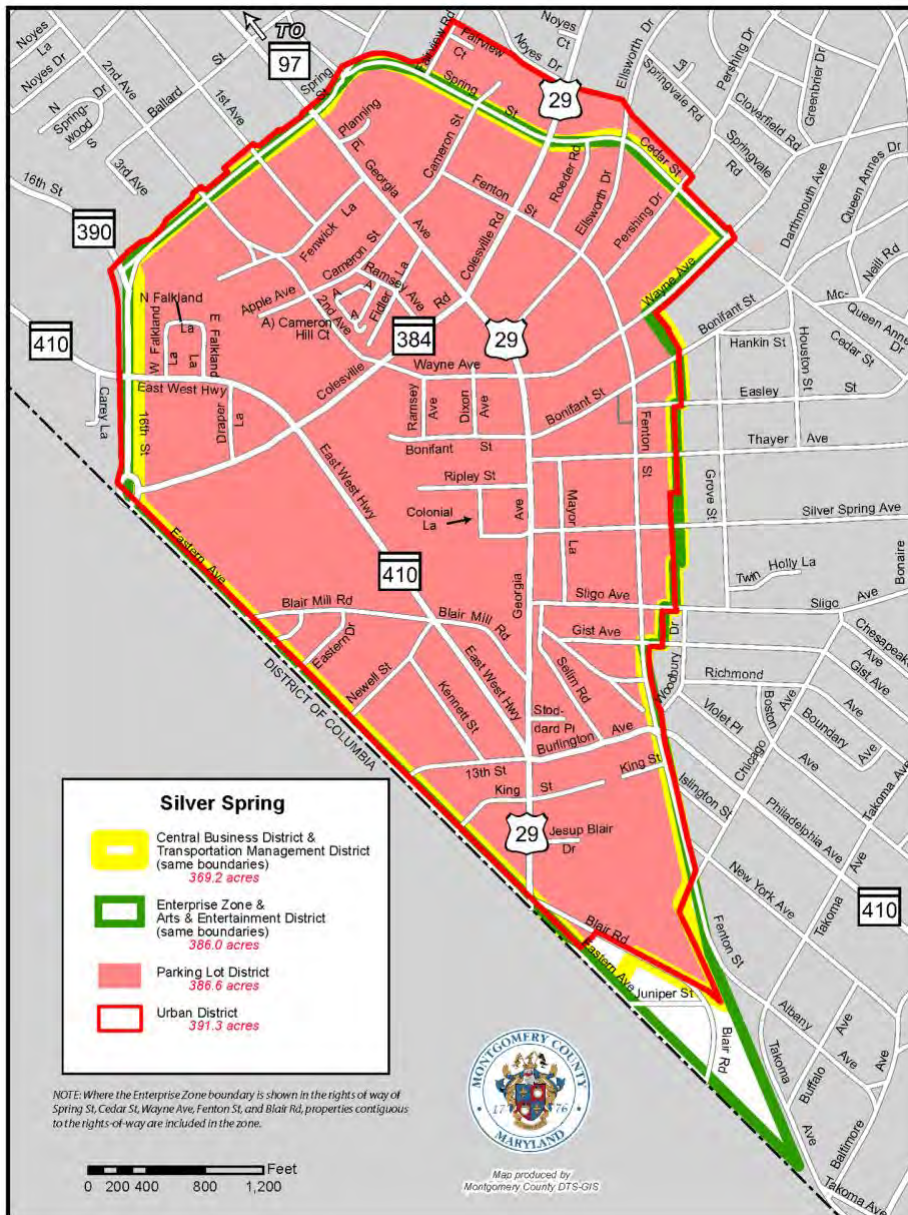 TO
97
Noyes
La
Noyes Dr
2nd Ave
Ballard St
1st Ave
N
Spring-
wood
Dr
S
3rd Ave
16th St
390
410
Spring St
Fairview Rd
Fairview
Ct
Noyes Dr
Noyes
Ct
29
Ellsworth Dr
Springvale Rd
La
Pershing Dr
Cloverfield Rd
Greenbrier Dr
Springvale
Rd
Dartmouth Ave
Queen Annes Dr
Neill Rd
Mc-
Queen Annes Dr
Cedar St
Planning
Pl
Georgia
Ave
Cameron St
Spring St
Fenton St
Roeder Rd
Ellsworth Dr
Cedar St
Pershing Dr
Colesville Rd
Wayne Ave
Fenwick La
Cameron St
Ramsey Ave
Apple Ave
2nd Ave
A
A
A
Fidler La
A) Cameron
Hill Ct
Rd
384
29
N Falkland
La
W Falkland
La
E Falkland
La
East West Hwy
Colesville
Wayne Ave
Bonifant St
Hankin St
Houston St
Carey La
16th St
Draper La
Ramsey
Ave
Dixon
Ave
Bonifant St
Bonifant St
Fenton St
Easley St
Thayer Ave
East West Hwy
Ripley St
Colonial
La
Ave
Mayor La
Grove St
Silver Spring Ave
Eastern Ave
410
Georgia
Twin Holly La
Bonaire
Blair Mill Rd
Blair Mill Rd
Sligo Ave
Sligo Ave
Gist Ave
Dr
Woodbury
Chesapeake
Ave
Gist Ave
Eastern Dr
Newell St
Kennett St
East West Hwy
Selim Rd
Richmond
Ave
Boston
Ave
Violet Pl
Boundary
Ave
Chicago
Ave
DISTRICT OF COLUMBIA
Stod-
dard Pl
Burlington Ave
13th St
King St
King St
Islington St
Philadelphia Ave
Takoma Ave
29
Jesup Blair
Dr
New York Ave
Takoma Ave
410
Blair Rd
Eastern Ave
Juniper St
Fenton St
Blair Rd
Albany
Ave
Takoma
Ave
Buffalo
Ave
Baltimore
Ave
Takoma Ave
Silver Spring
Central Business District &
Transportation Management District
(same boundaries)
369.2 acres
Enterprise Zone &
Arts & Entertainment District
(same boundaries)
386.0 acres
Parking Lot District
386.6 acres
Urban District
391.3 acres
NOTE: Where the Enterprise Zone boundary is shown in the rights of way of
Spring St, Cedar St, Wayne Ave, Fenton St, and Blair Rd, properties contiguous
to the rights-of-way are included in the zone.
Feet
0 200 400 800 1,200
MONTGOMERY COUNTY
17 76
MARYLAND
Map produced by
Montgomery County DTS-GIS